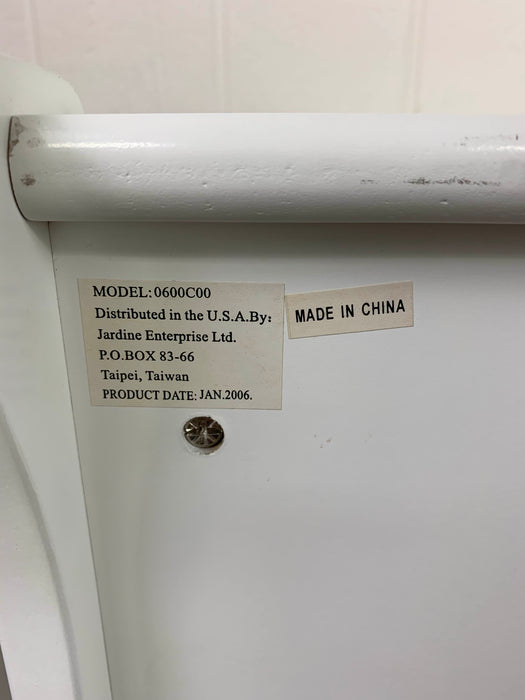 MODEL:0600C00
Distributed in the U.S.A.By:
Jardine Enterprise Ltd.
P.O.BOX 83-66
Taipei, Taiwan
PRODUCT DATE: JAN.2006.
MADE IN CHINA